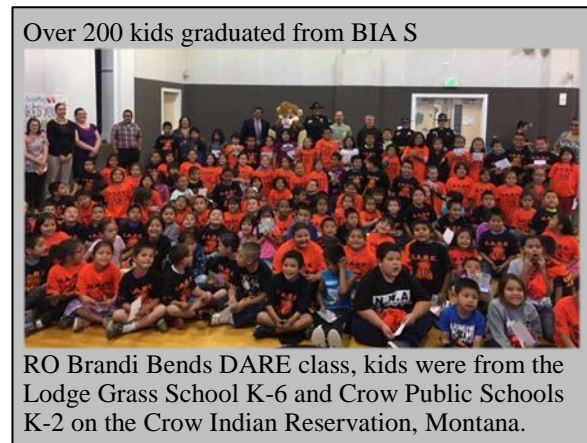 Over 200 kids graduated from BIA S
RO Brandi Bends DARE class, kids were from the
Lodge Grass School K-6 and Crow Public Schools
K-2 on the Crow Indian Reservation, Montana.